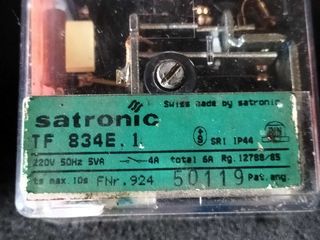 Swiss made by satronic
satronic
TF 834E.1
SRI IP44
220V 50Hz 5VA 4A total 6A Rg. 12788/85
ts max. 10s FNr. 924 50119 Pat. ang.